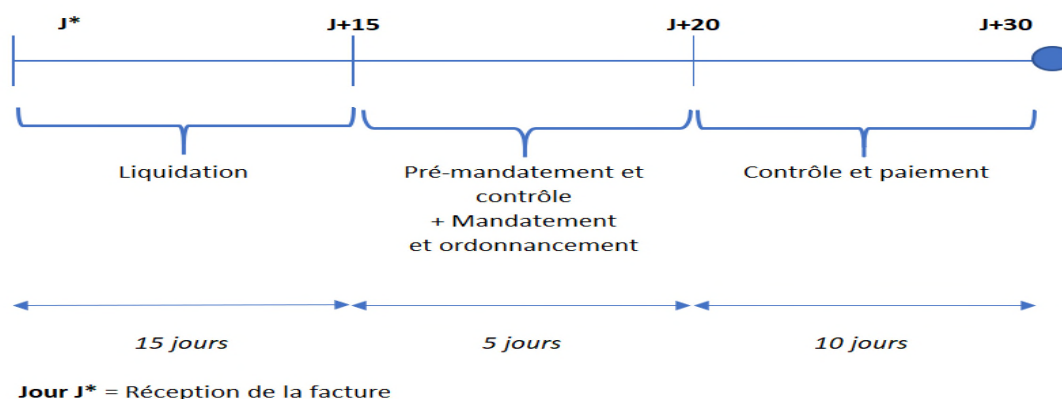 J* J+15 J+20 J+30
Liquidation
Pré-mandatement et
contrôle
+ Mandatement
et ordonnancement
Contrôle et paiement
15 jours
5 jours
10 jours
Jour J* = Réception de la facture